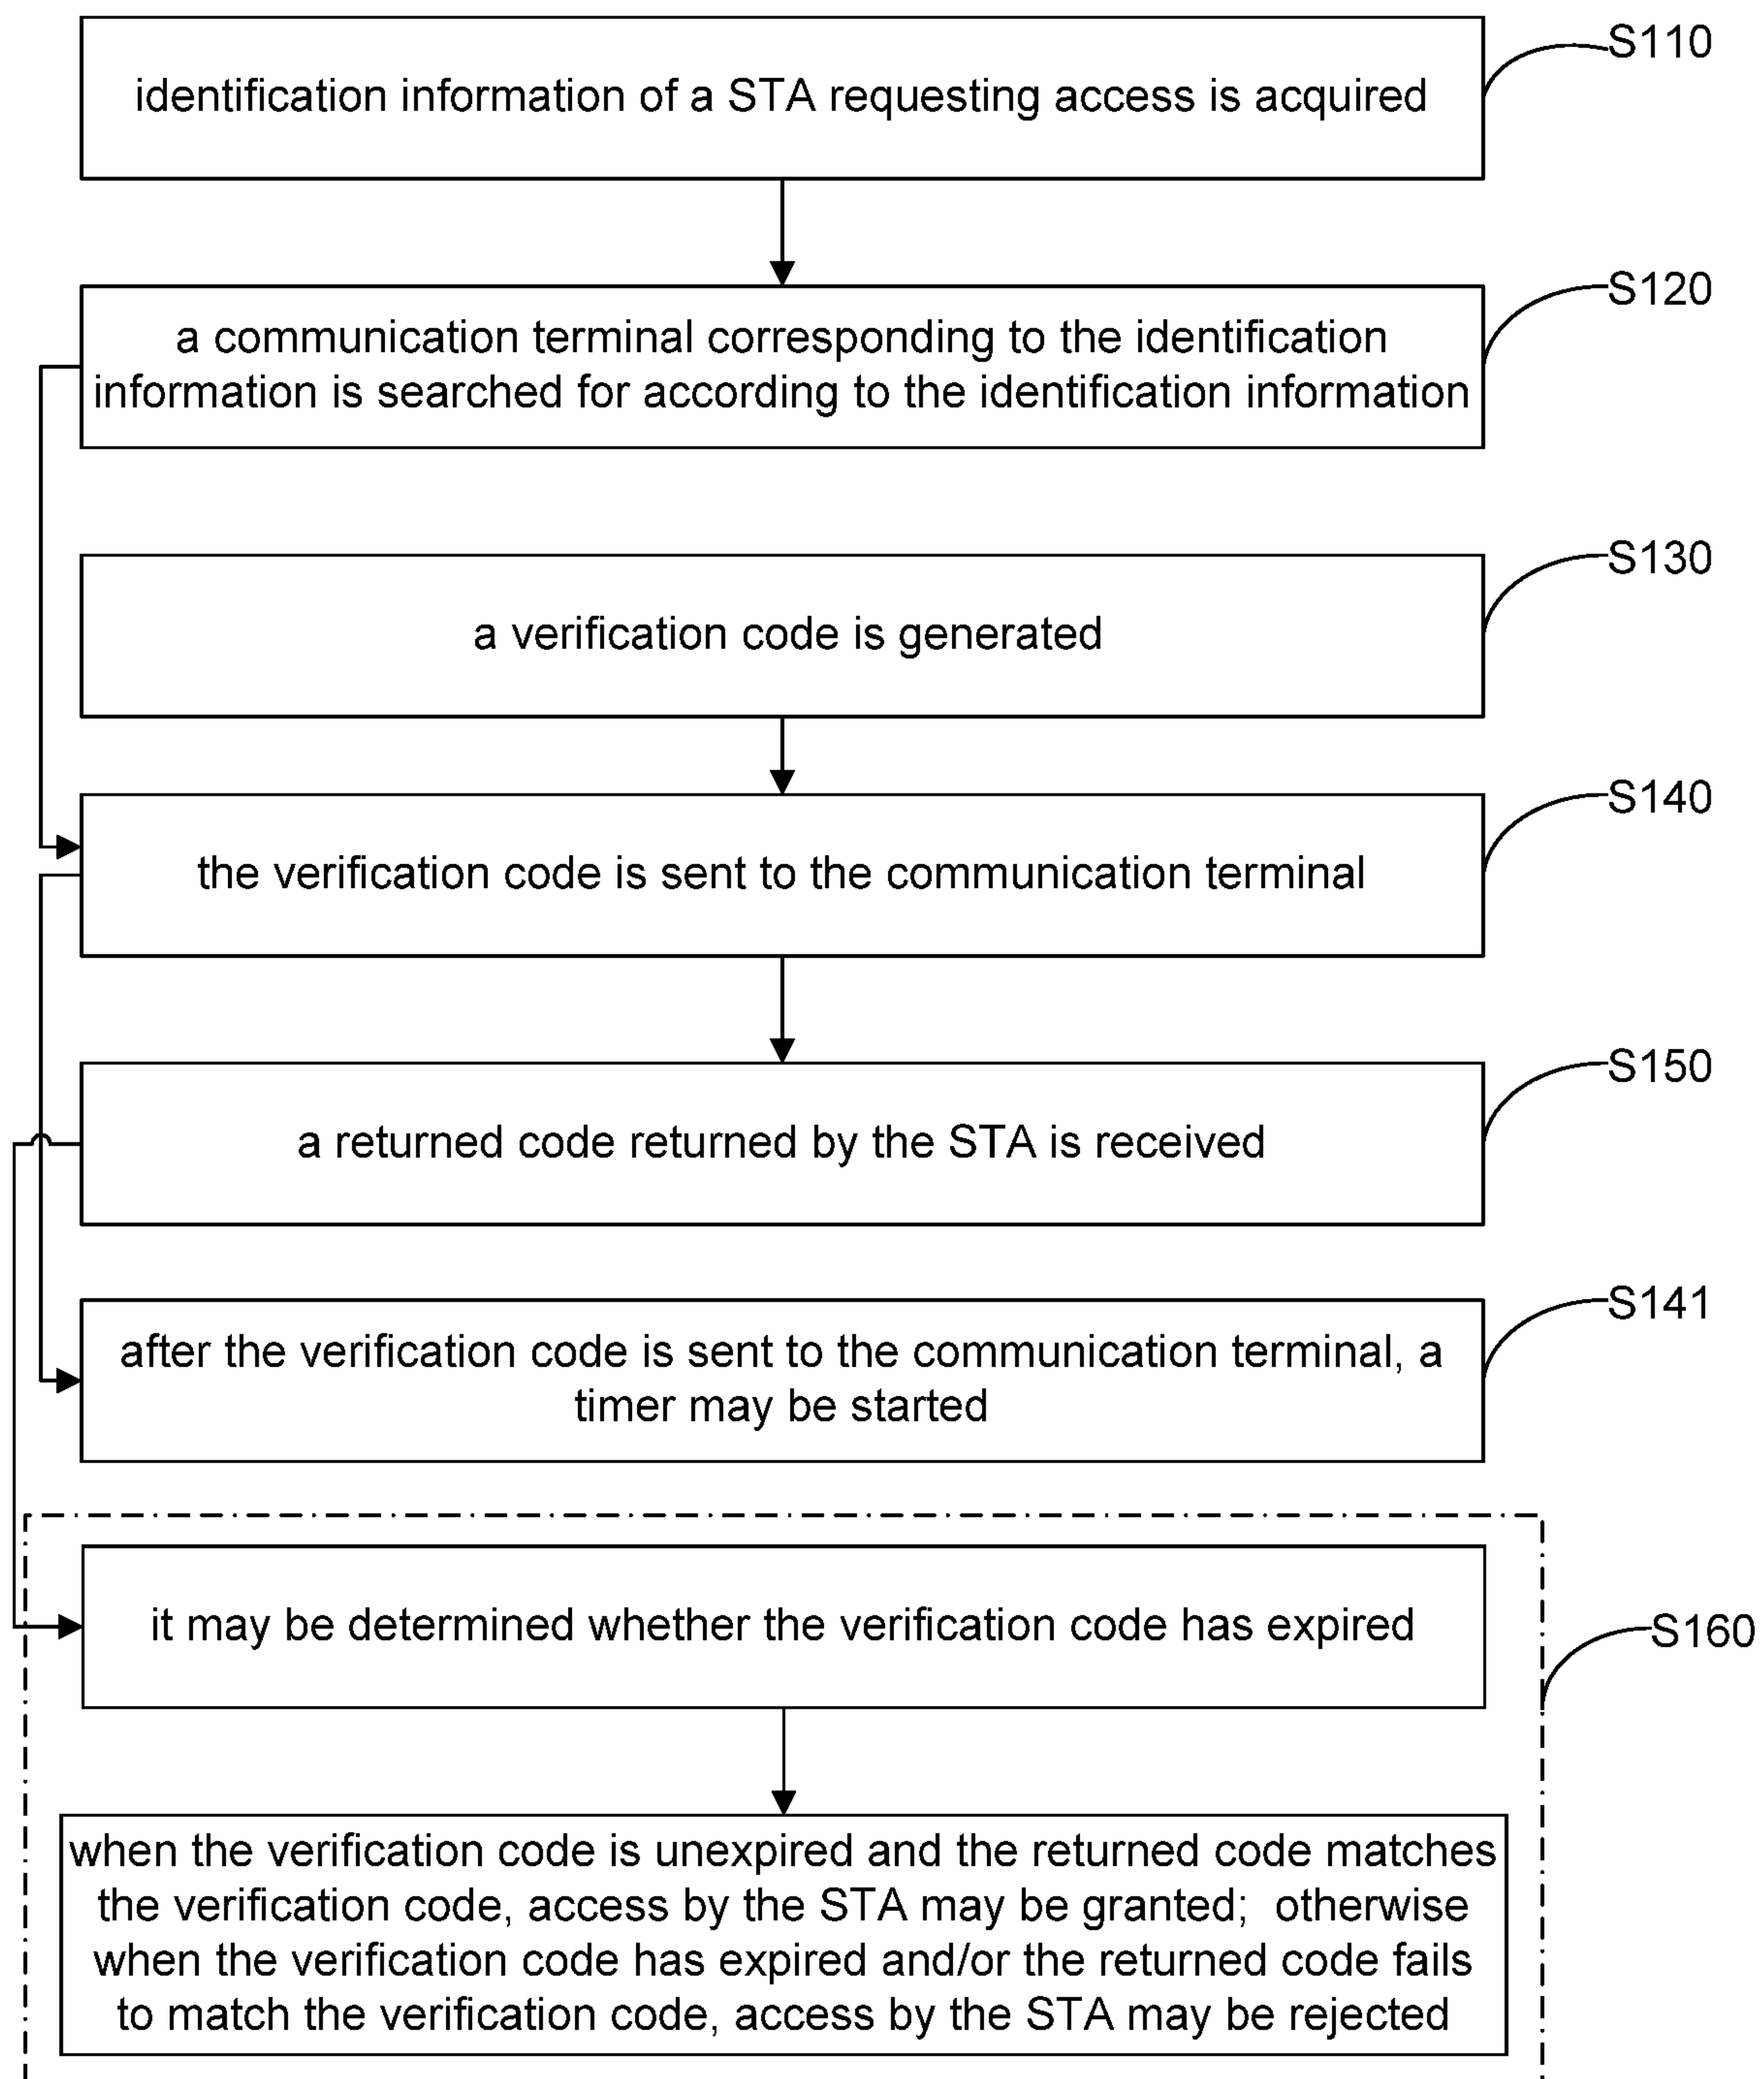 S110
identification information of a STA requesting access is acquired
S120
a communication terminal corresponding to the identification
information is searched for according to the identification information
S130
a verification code is generated
S140
the verification code is sent to the communication terminal
S150
a returned code returned by the STA is received
S141
after the verification code is sent to the communication terminal, a
timer may be started
it may be determined whether the verification code has expired
S160
when the verification code is unexpired and the returned code matches
the verification code, access by the STA may be granted; otherwise
when the verification code has expired and/or the returned code fails
to match the verification code, access by the STA may be rejected